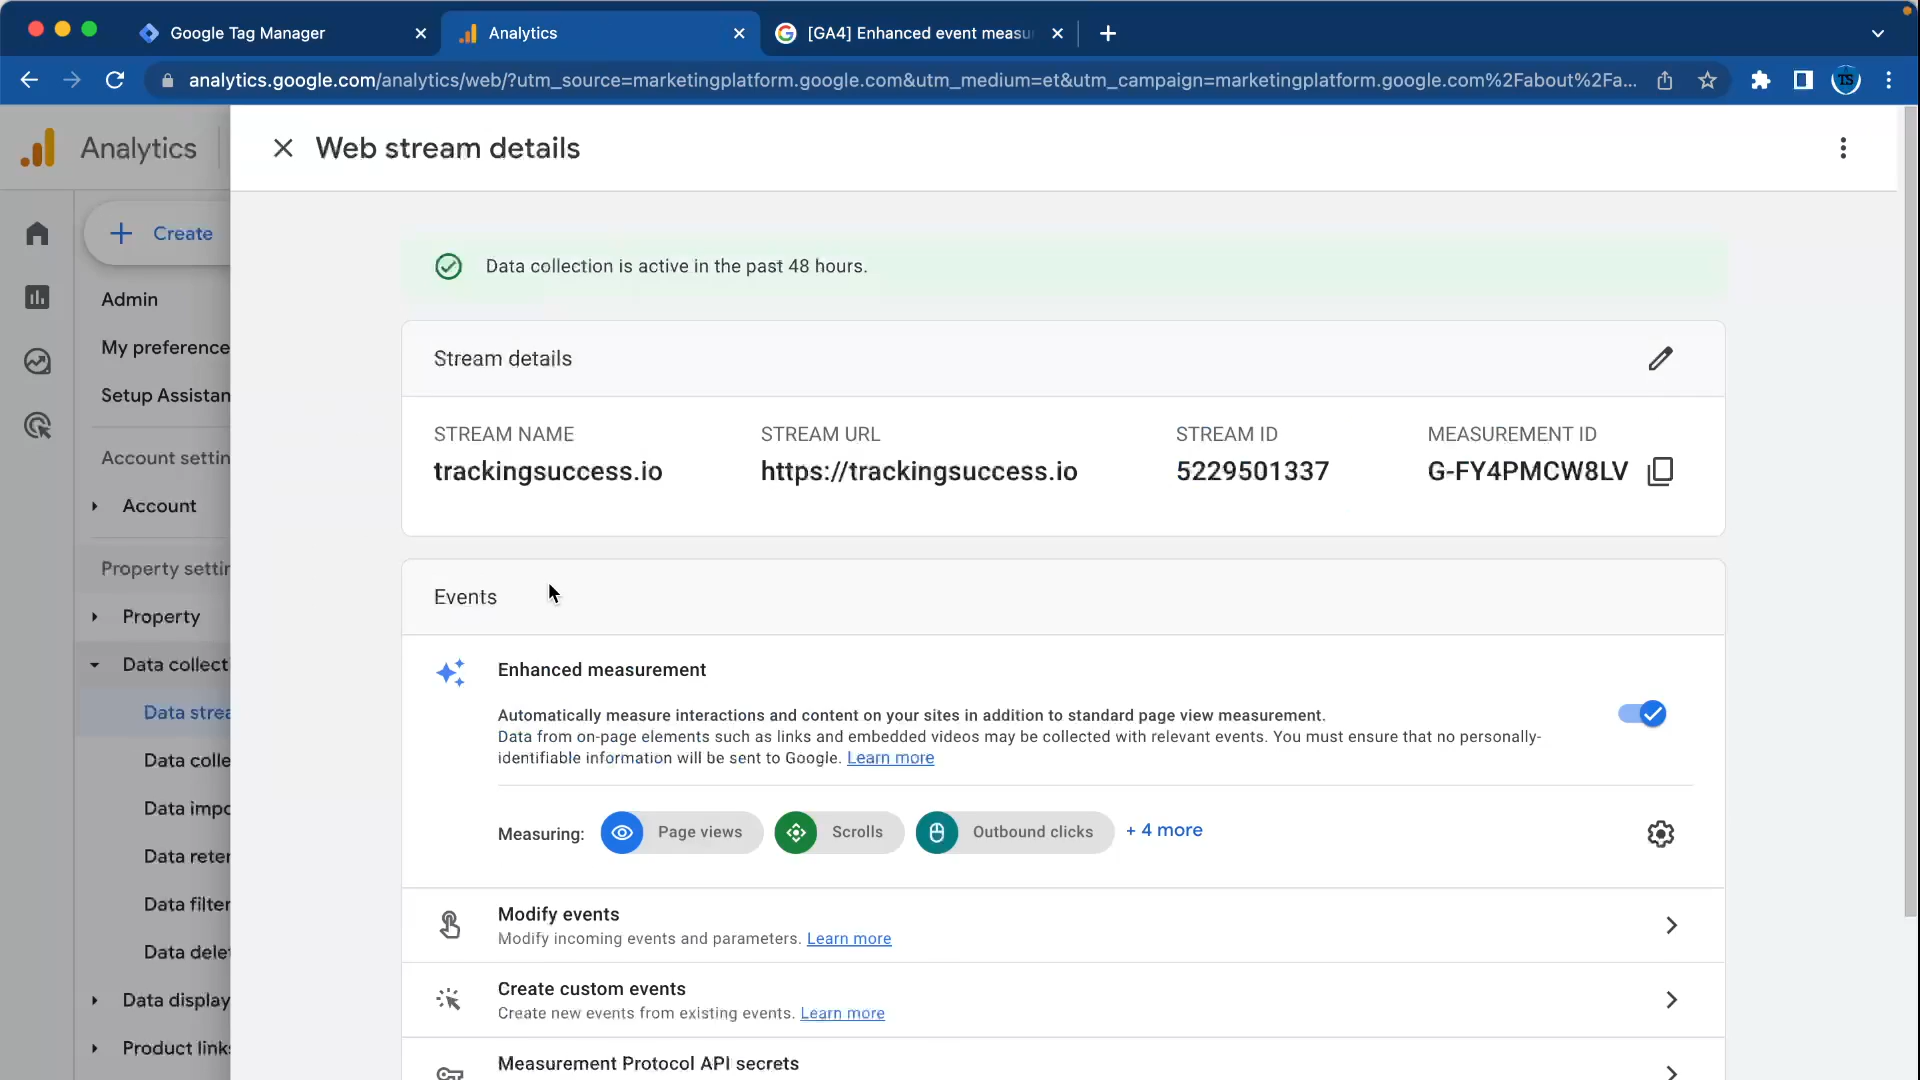 Google Tag Manager
Analytics
[GA4] Enhanced event measu
analytics.google.com/analytics/web/?utm_source=marketingplatform.google.com&utm_medium=et&utm_campaign=marketingplatform.google.com%2Fabout%2Fa...
TS
Analytics
Web stream details
Create
Admin
My preference
Setup Assistan
Account settin
Account
Property settin
Property
Data collect
Data strea
Data colle
Data impo
Data reter
Data filter
Data delet
Data display
Product links
Data collection is active in the past 48 hours.
Stream details
STREAM NAME STREAM URL STREAM ID MEASUREMENT ID
trackingsuccess.io https://trackingsuccess.io 5229501337 G-FY4PMCW8LV
Events
Enhanced measurement
Automatically measure interactions and content on your sites in addition to standard page view measurement.
Data from on-page elements such as links and embedded videos may be collected with relevant events. You must ensure that no personally-
identifiable information will be sent to Google. Learn more
Measuring: Page views Scrolls Outbound clicks + 4 more
Modify events
Modify incoming events and parameters. Learn more
Create custom events
Create new events from existing events. Learn more
Measurement Protocol API secrets